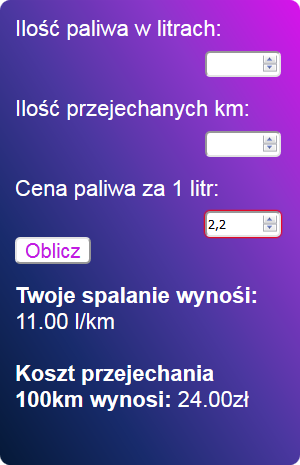 Ilość paliwa w litrach:
Ilość przejechanych km:
Cena paliwa za 1 litr:
2,2
Oblicz
Twoje spalanie wynośi:
11.00 l/km
Koszt przejechania
100km wynosi: 24.00zł